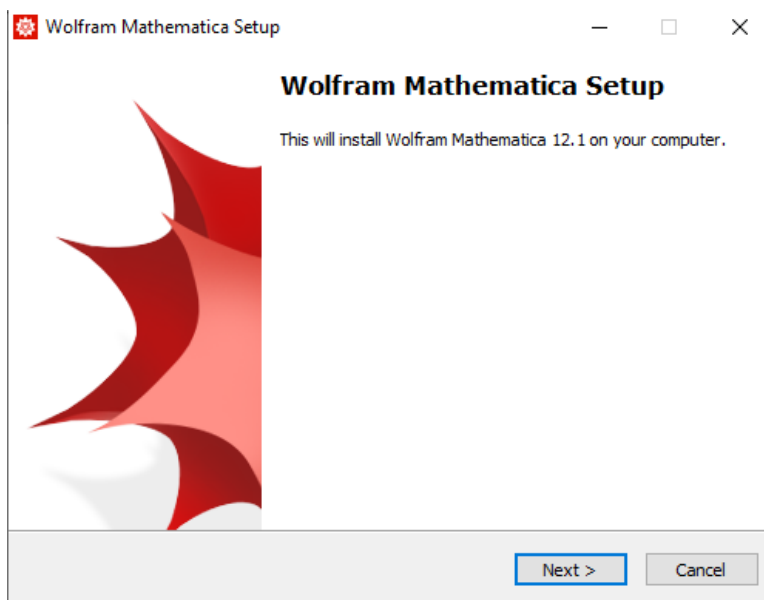 Wolfram Mathematica Setup
Wolfram Mathematica Setup
This will install Wolfram Mathematica 12.1 on your computer.
Next >
Cancel